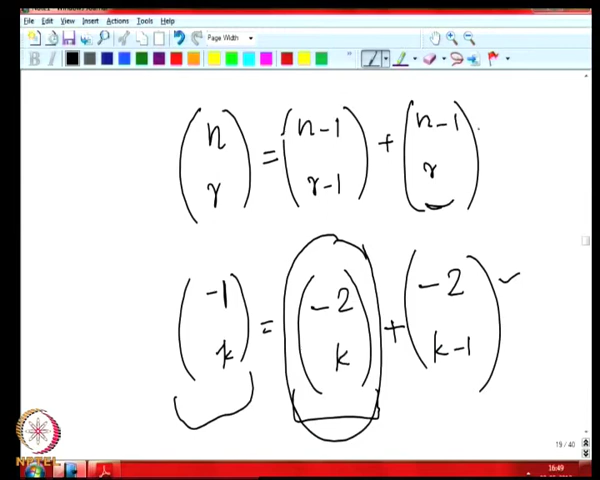 File Edit View Insert Actions Tools Help
Page Width
B I
(n r) = (n-1 r-1) + (n-1 r)
(-1 k) = (-2 k) + (-2 k-1) ✓
19 / 40
NPTEL
16:49